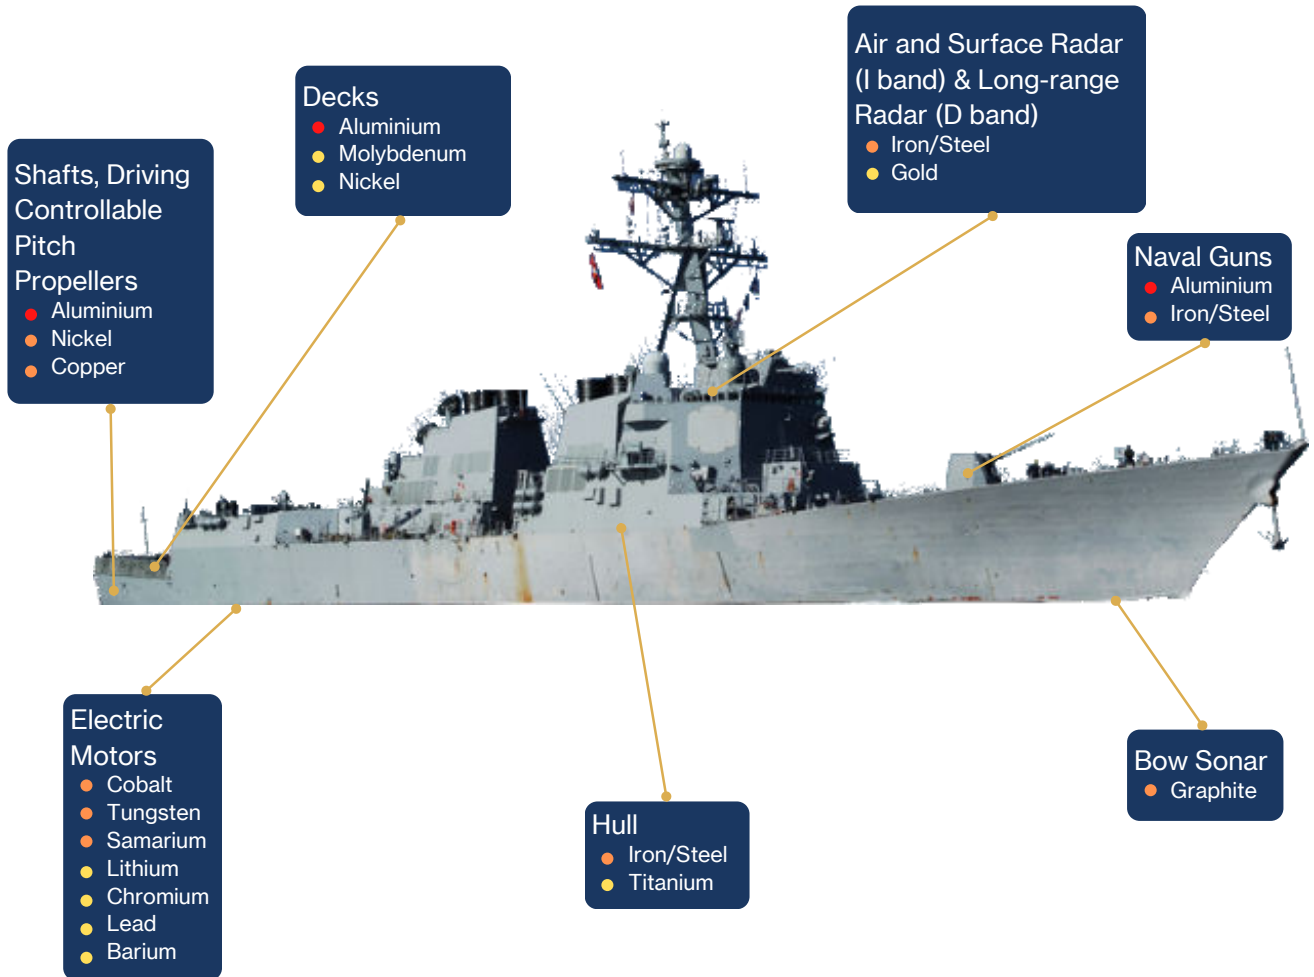 Air and Surface Radar
(I band) & Long-range
Radar (D band)
Iron/Steel
Gold
Decks
Aluminium
Molybdenum
Nickel
Shafts, Driving
Controllable
Pitch
Propellers
Aluminium
Nickel
Copper
Naval Guns
Aluminium
Iron/Steel
Electric
Motors
Cobalt
Tungsten
Samarium
Lithium
Chromium
Lead
Barium
Hull
Iron/Steel
Titanium
Bow Sonar
Graphite